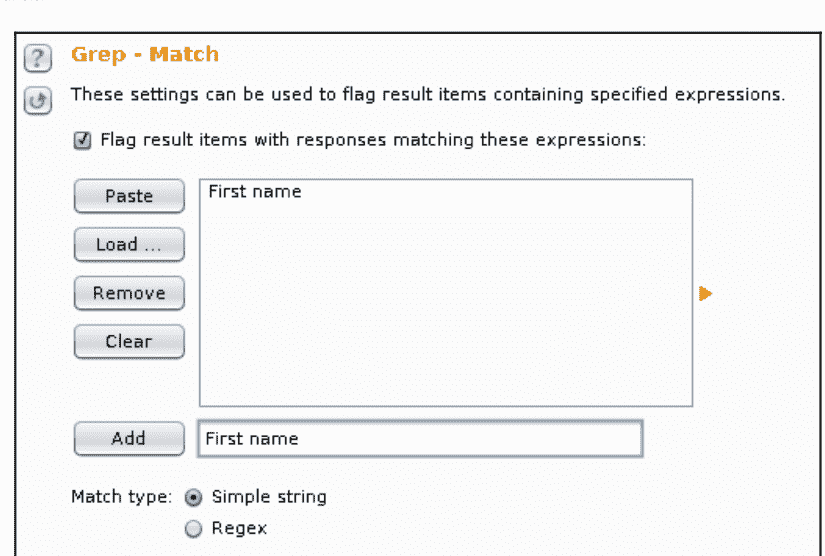 Grep - Match
These settings can be used to flag result items containing specified expressions.
Flag result items with responses matching these expressions:
Paste
First name
Load ...
Remove
Clear
Add
First name
Match type:
Simple string
Regex